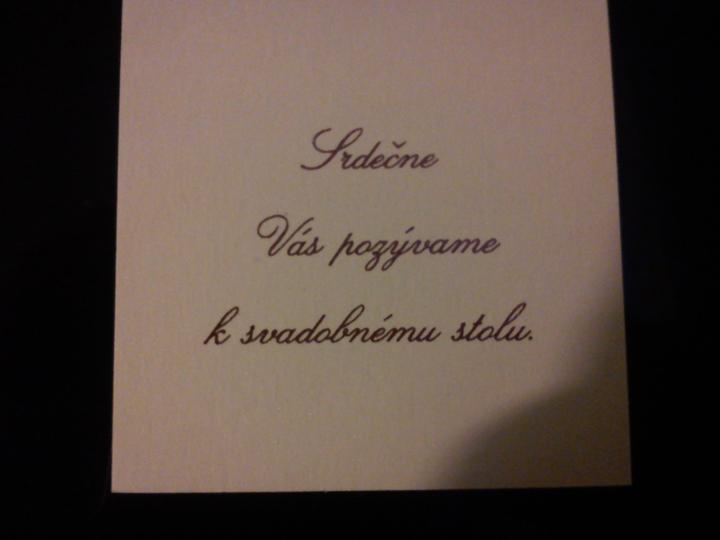 Srdečne
Vás pozývame
k svadobnému stolu.